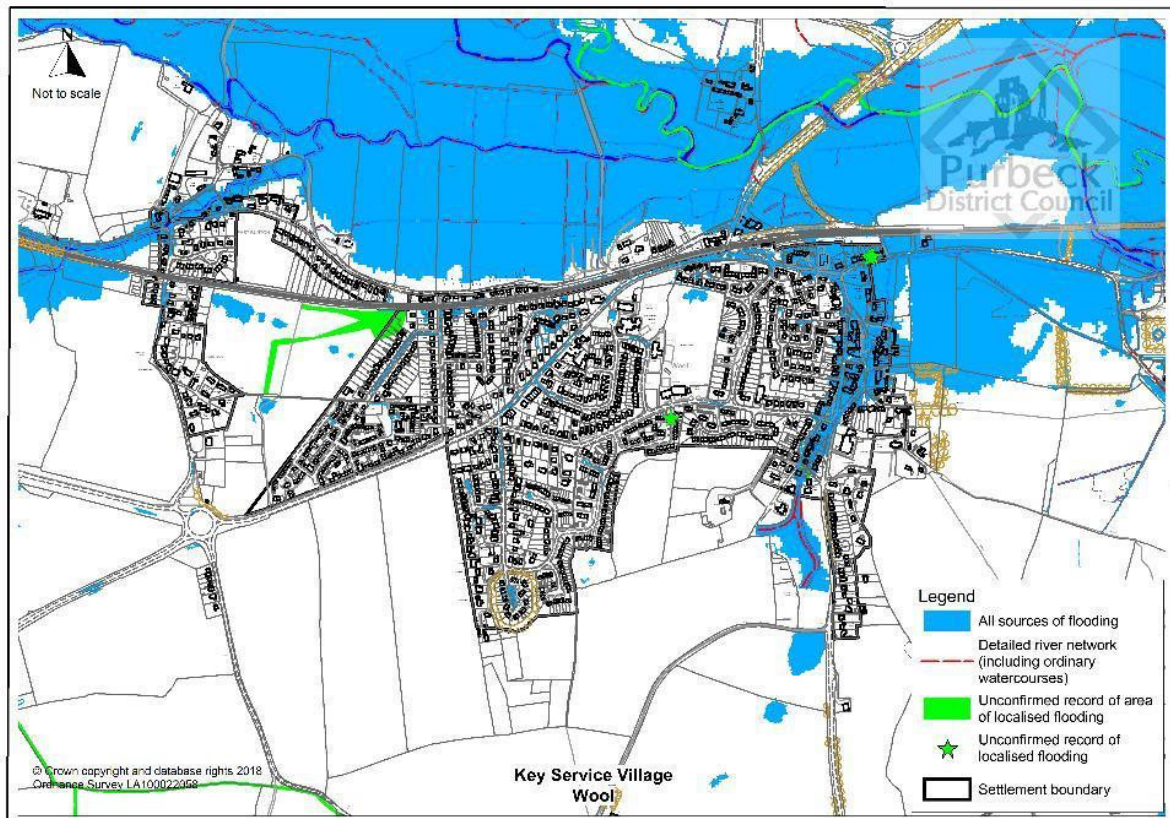 N
Not to scale
Purbeck
District Council
Wool
Legend
All sources of flooding
Detailed river network
(including ordinary
watercourses)
Unconfirmed record of area
of localised flooding
Unconfirmed record of
localised flooding
Settlement boundary
© Crown copyright and database rights 2018
Ordnance Survey LA100022058
Key Service Village
Wool